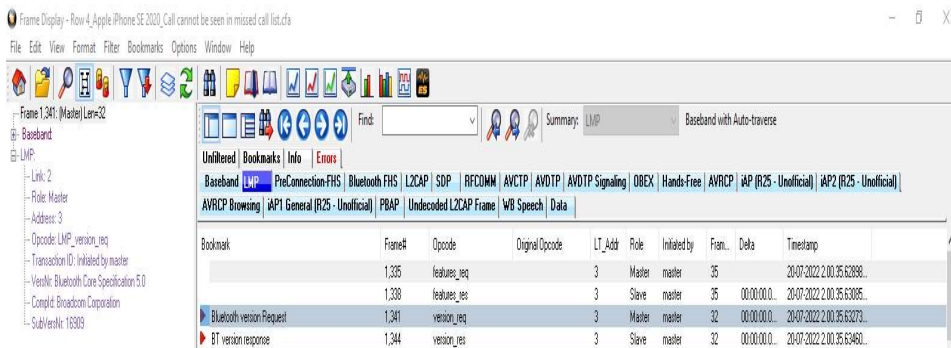 Frame Display - Row 4_Apple iPhone SE 2020_Call cannot be seen in missed call list.cfa
File Edit View Format Filter Bookmarks Options Window Help
Frame 1,341: (Master) Len=32
Baseband:
LMP:
Link: 2
Role: Master
Address: 3
Opcode: LMP_version_req
Transaction ID: Initiated by master
VersNr: Bluetooth Core Specification 5.0
CompId: Broadcom Corporation
SubVersNr: 16909
Find: Summary: LMP Baseband with Auto-traverse
Unfiltered Bookmarks Info Errors
Baseband LMP PreConnection-FHS Bluetooth FHS L2CAP SDP RFCOMM AVCTP AVDTP AVDTP Signaling OBEX Hands-Free AVRCP iAP (R25 - Unofficial) iAP2 (R25 - Unofficial)
AVRCP Browsing iAP1 General (R25 - Unofficial) PBAP Undecoded L2CAP Frame WB Speech Data
Bookmark Frame# Opcode Original Opcode LT_Addr Role Initiated by Fram... Delta Timestamp
1,335 features_req 3 Master master 35 20-07-2022 2.00.35.62898...
1,338 features_res 3 Slave master 35 00:00:00.0... 20-07-2022 2.00.35.63085...
Bluetooth version Request 1,341 version_req 3 Master master 32 00:00:00.0... 20-07-2022 2.00.35.63273...
BT version response 1,344 version_res 3 Slave master 32 00:00:00.0... 20-07-2022 2.00.35.63460...